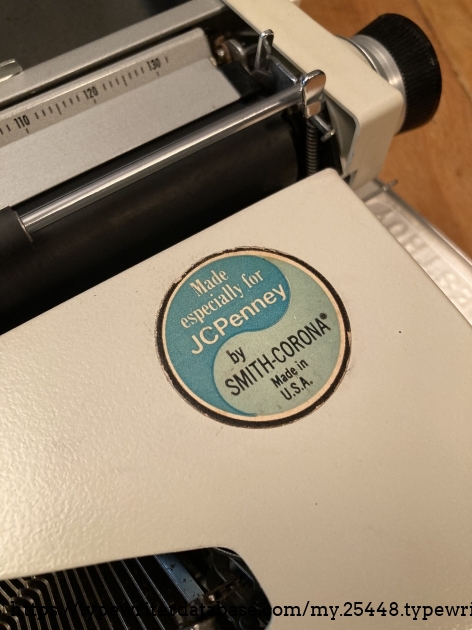 110 120 130
Made
especially for
JCPenney
by
SMITH-CORONA®
Made in
U.S.A.